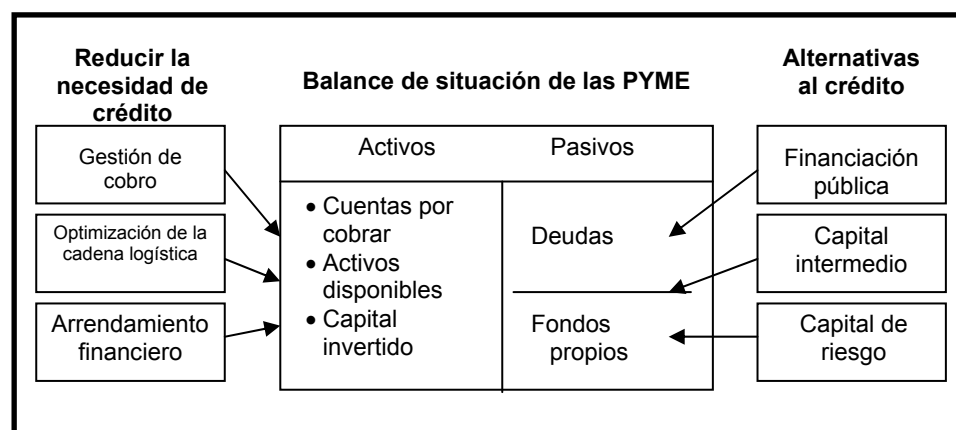 Reducir la
necesidad de
crédito
Balance de situación de las PYME
Alternativas
al crédito
Gestión de
cobro
Optimización de la
cadena logística
Arrendamiento
financiero
Activos
Pasivos
• Cuentas por
cobrar
• Activos
disponibles
• Capital
invertido
Deudas
Fondos
propios
Financiación
pública
Capital
intermedio
Capital de
riesgo